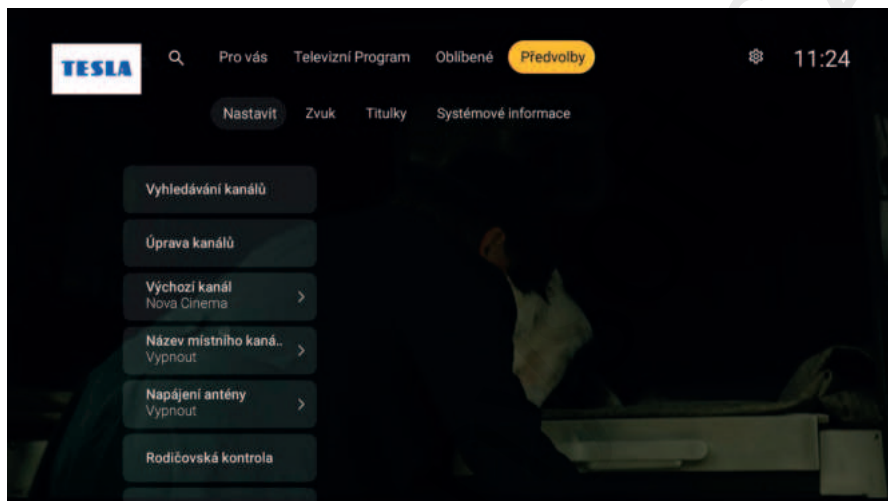 TESLA
Pro vás
Televizní Program
Oblíbené
Předvolby
11:24
Nastavit
Zvuk
Titulky
Systémové informace
Vyhledávání kanálů
Úprava kanálů
Výchozí kanál
Nova Cinema
Název místního kaná..
Vypnout
Napájení antény
Vypnout
Rodičovská kontrola